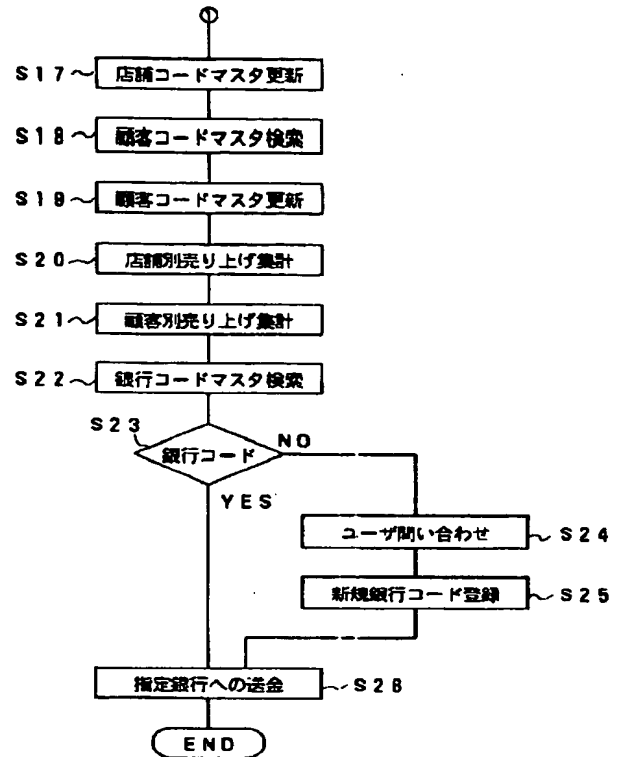 S17 店舗コードマスタ更新
S18 顧客コードマスタ検索
S19 顧客コードマスタ更新
S20 店舗別売り上げ集計
S21 顧客別売り上げ集計
S22 銀行コードマスタ検索
S23
銀行コード
NO
YES
ユーザ問い合わせ S24
新規銀行コード登録 S25
指定銀行への送金 S26
END